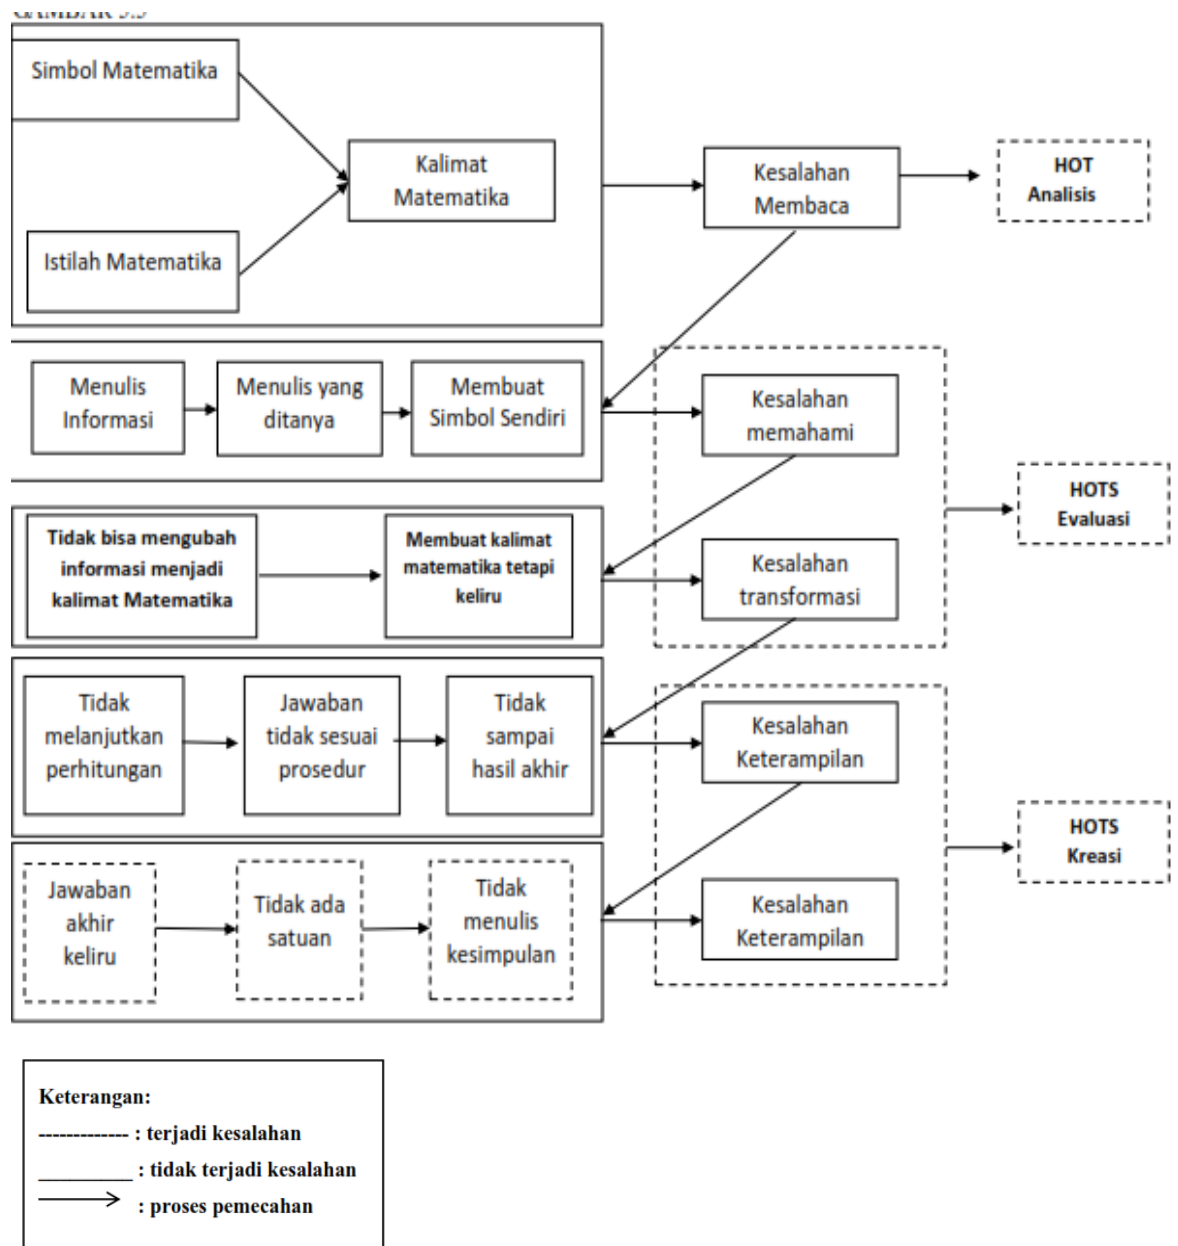 Simbol Matematika
Kalimat
Matematika
Istilah Matematika
Kesalahan
Membaca
HOT
Analisis
Menulis
Informasi
Menulis yang
ditanya
Membuat
Simbol Sendiri
Kesalahan
memahami
Tidak bisa mengubah
informasi menjadi
kalimat Matematika
Membuat kalimat
matematika tetapi
keliru
Kesalahan
transformasi
HOTS
Evaluasi
Tidak
melanjutkan
perhitungan
Jawaban
tidak sesuai
prosedur
Tidak
sampai
hasil akhir
Kesalahan
Keterampilan
Jawaban
akhir
keliru
Tidak ada
satuan
Tidak
menulis
kesimpulan
Kesalahan
Keterampilan
HOTS
Kreasi
Keterangan:
------------- : terjadi kesalahan
__________ : tidak terjadi kesalahan
: proses pemecahan